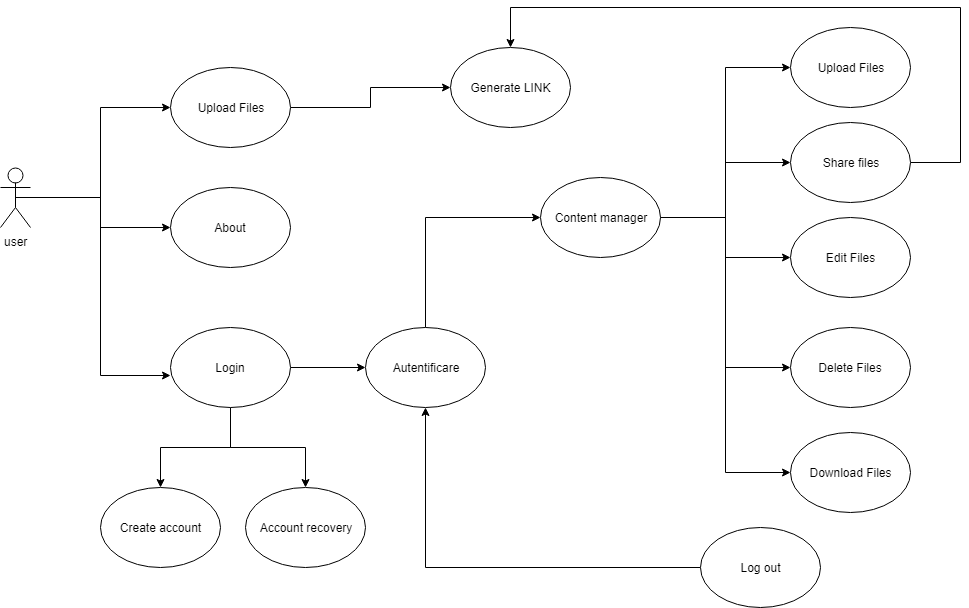 Upload Files
Generate LINK
Upload Files
Share files
user
About
Content manager
Edit Files
Login
Autentificare
Delete Files
Create account
Account recovery
Download Files
Log out